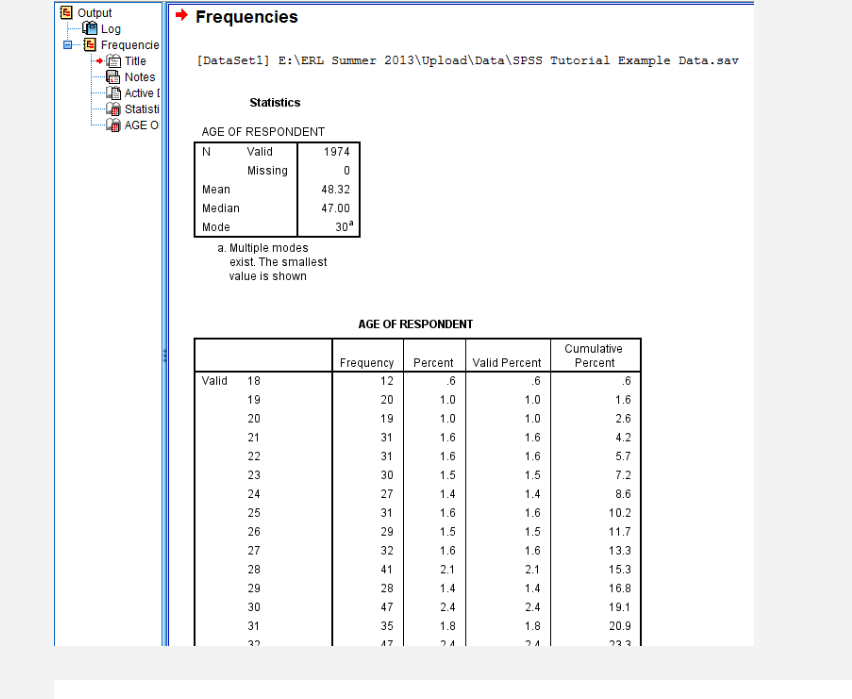 Output
Log
Frequencie
Title
Notes
Active
Statisti
AGE O
Frequencies
[DataSet1] E:\ERL Summer 2013\Upload\Data\SPSS Tutorial Example Data.sav
Statistics
AGE OF RESPONDENT
N Valid 1974
Missing 0
Mean 48.32
Median 47.00
Mode 30a
a. Multiple modes
exist. The smallest
value is shown
AGE OF RESPONDENT
Frequency Percent Valid Percent Cumulative Percent
Valid 18 12 .6 .6 .6
19 20 1.0 1.0 1.6
20 19 1.0 1.0 2.6
21 31 1.6 1.6 4.2
22 31 1.6 1.6 5.7
23 30 1.5 1.5 7.2
24 27 1.4 1.4 8.6
25 31 1.6 1.6 10.2
26 29 1.5 1.5 11.7
27 32 1.6 1.6 13.3
28 41 2.1 2.1 15.3
29 28 1.4 1.4 16.8
30 47 2.4 2.4 19.1
31 35 1.8 1.8 20.9
32 47 2.4 2.4 23.3